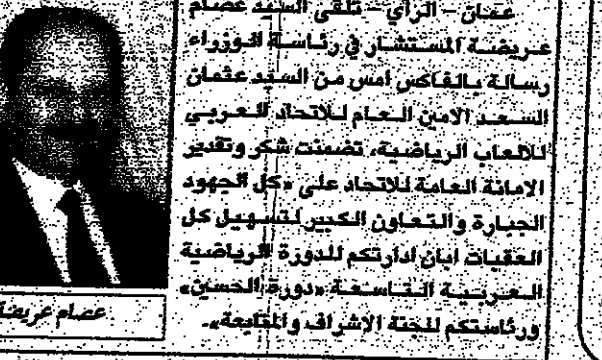 عمان - الرأي - تلقى السيد عصام
عريضة المستشار في رئاسة الوزراء
رسالة بالفاكس امس من السيد عثمان
السعد الامين العام للاتحاد العربي
للالعاب الرياضية، تضمنت شكر وتقدير
الامانة العامة للاتحاد على «كل الجهود
الجبارة والتعاون الكبير لتسهيل كل
العقبات ابان ادارتكم للدورة الرياضية
العربية التاسعة «دورة الحسين»
ورئاستكم للجنة الاشراف والمتابعة».
عصام عريضة